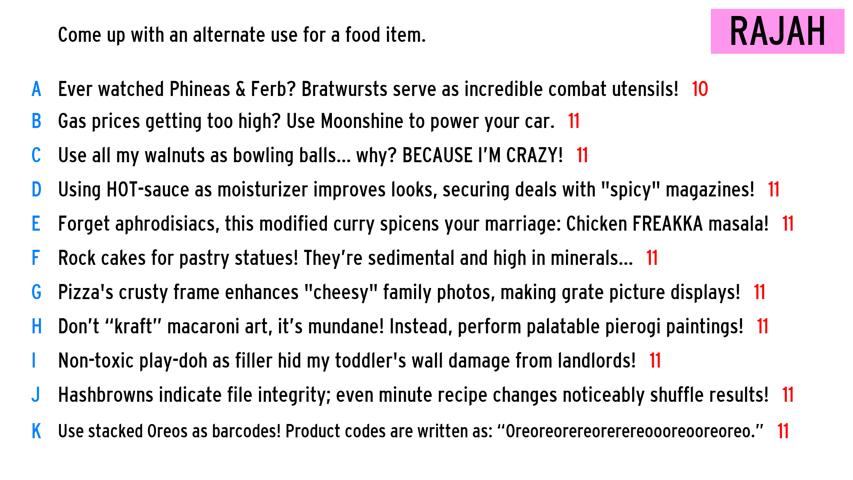 Come up with an alternate use for a food item.
RAJAH
A Ever watched Phineas & Ferb? Bratwursts serve as incredible combat utensils! 10
B Gas prices getting too high? Use Moonshine to power your car. 11
C Use all my walnuts as bowling balls... why? BECAUSE I'M CRAZY! 11
D Using HOT-sauce as moisturizer improves looks, securing deals with "spicy" magazines! 11
E Forget aphrodisiacs, this modified curry spicens your marriage: Chicken FREAKKA masala! 11
F Rock cakes for pastry statues! They're sedimental and high in minerals... 11
G Pizza's crusty frame enhances "cheesy" family photos, making grate picture displays! 11
H Don't “kraft” macaroni art, it's mundane! Instead, perform palatable pierogi paintings! 11
I Non-toxic play-doh as filler hid my toddler's wall damage from landlords! 11
J Hashbrowns indicate file integrity; even minute recipe changes noticeably shuffle results! 11
K Use stacked Oreos as barcodes! Product codes are written as: “Oreoreorereorerereoooreooreoreo.” 11